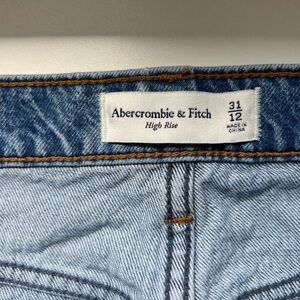 Abercrombie & Fitch
High Rise
31
12
MADE IN
CHINA